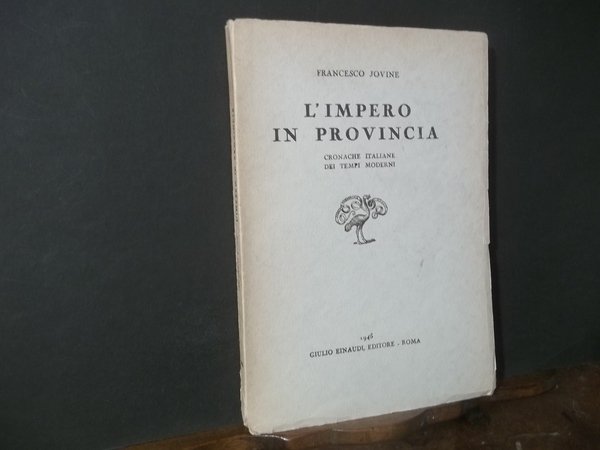 FRANCESCO JOVINE
L'IMPERO
IN PROVINCIA
CRONACHE ITALIANE
DEI TEMPI MODERNI
GIULIO EINAUDI, EDITORE - ROMA